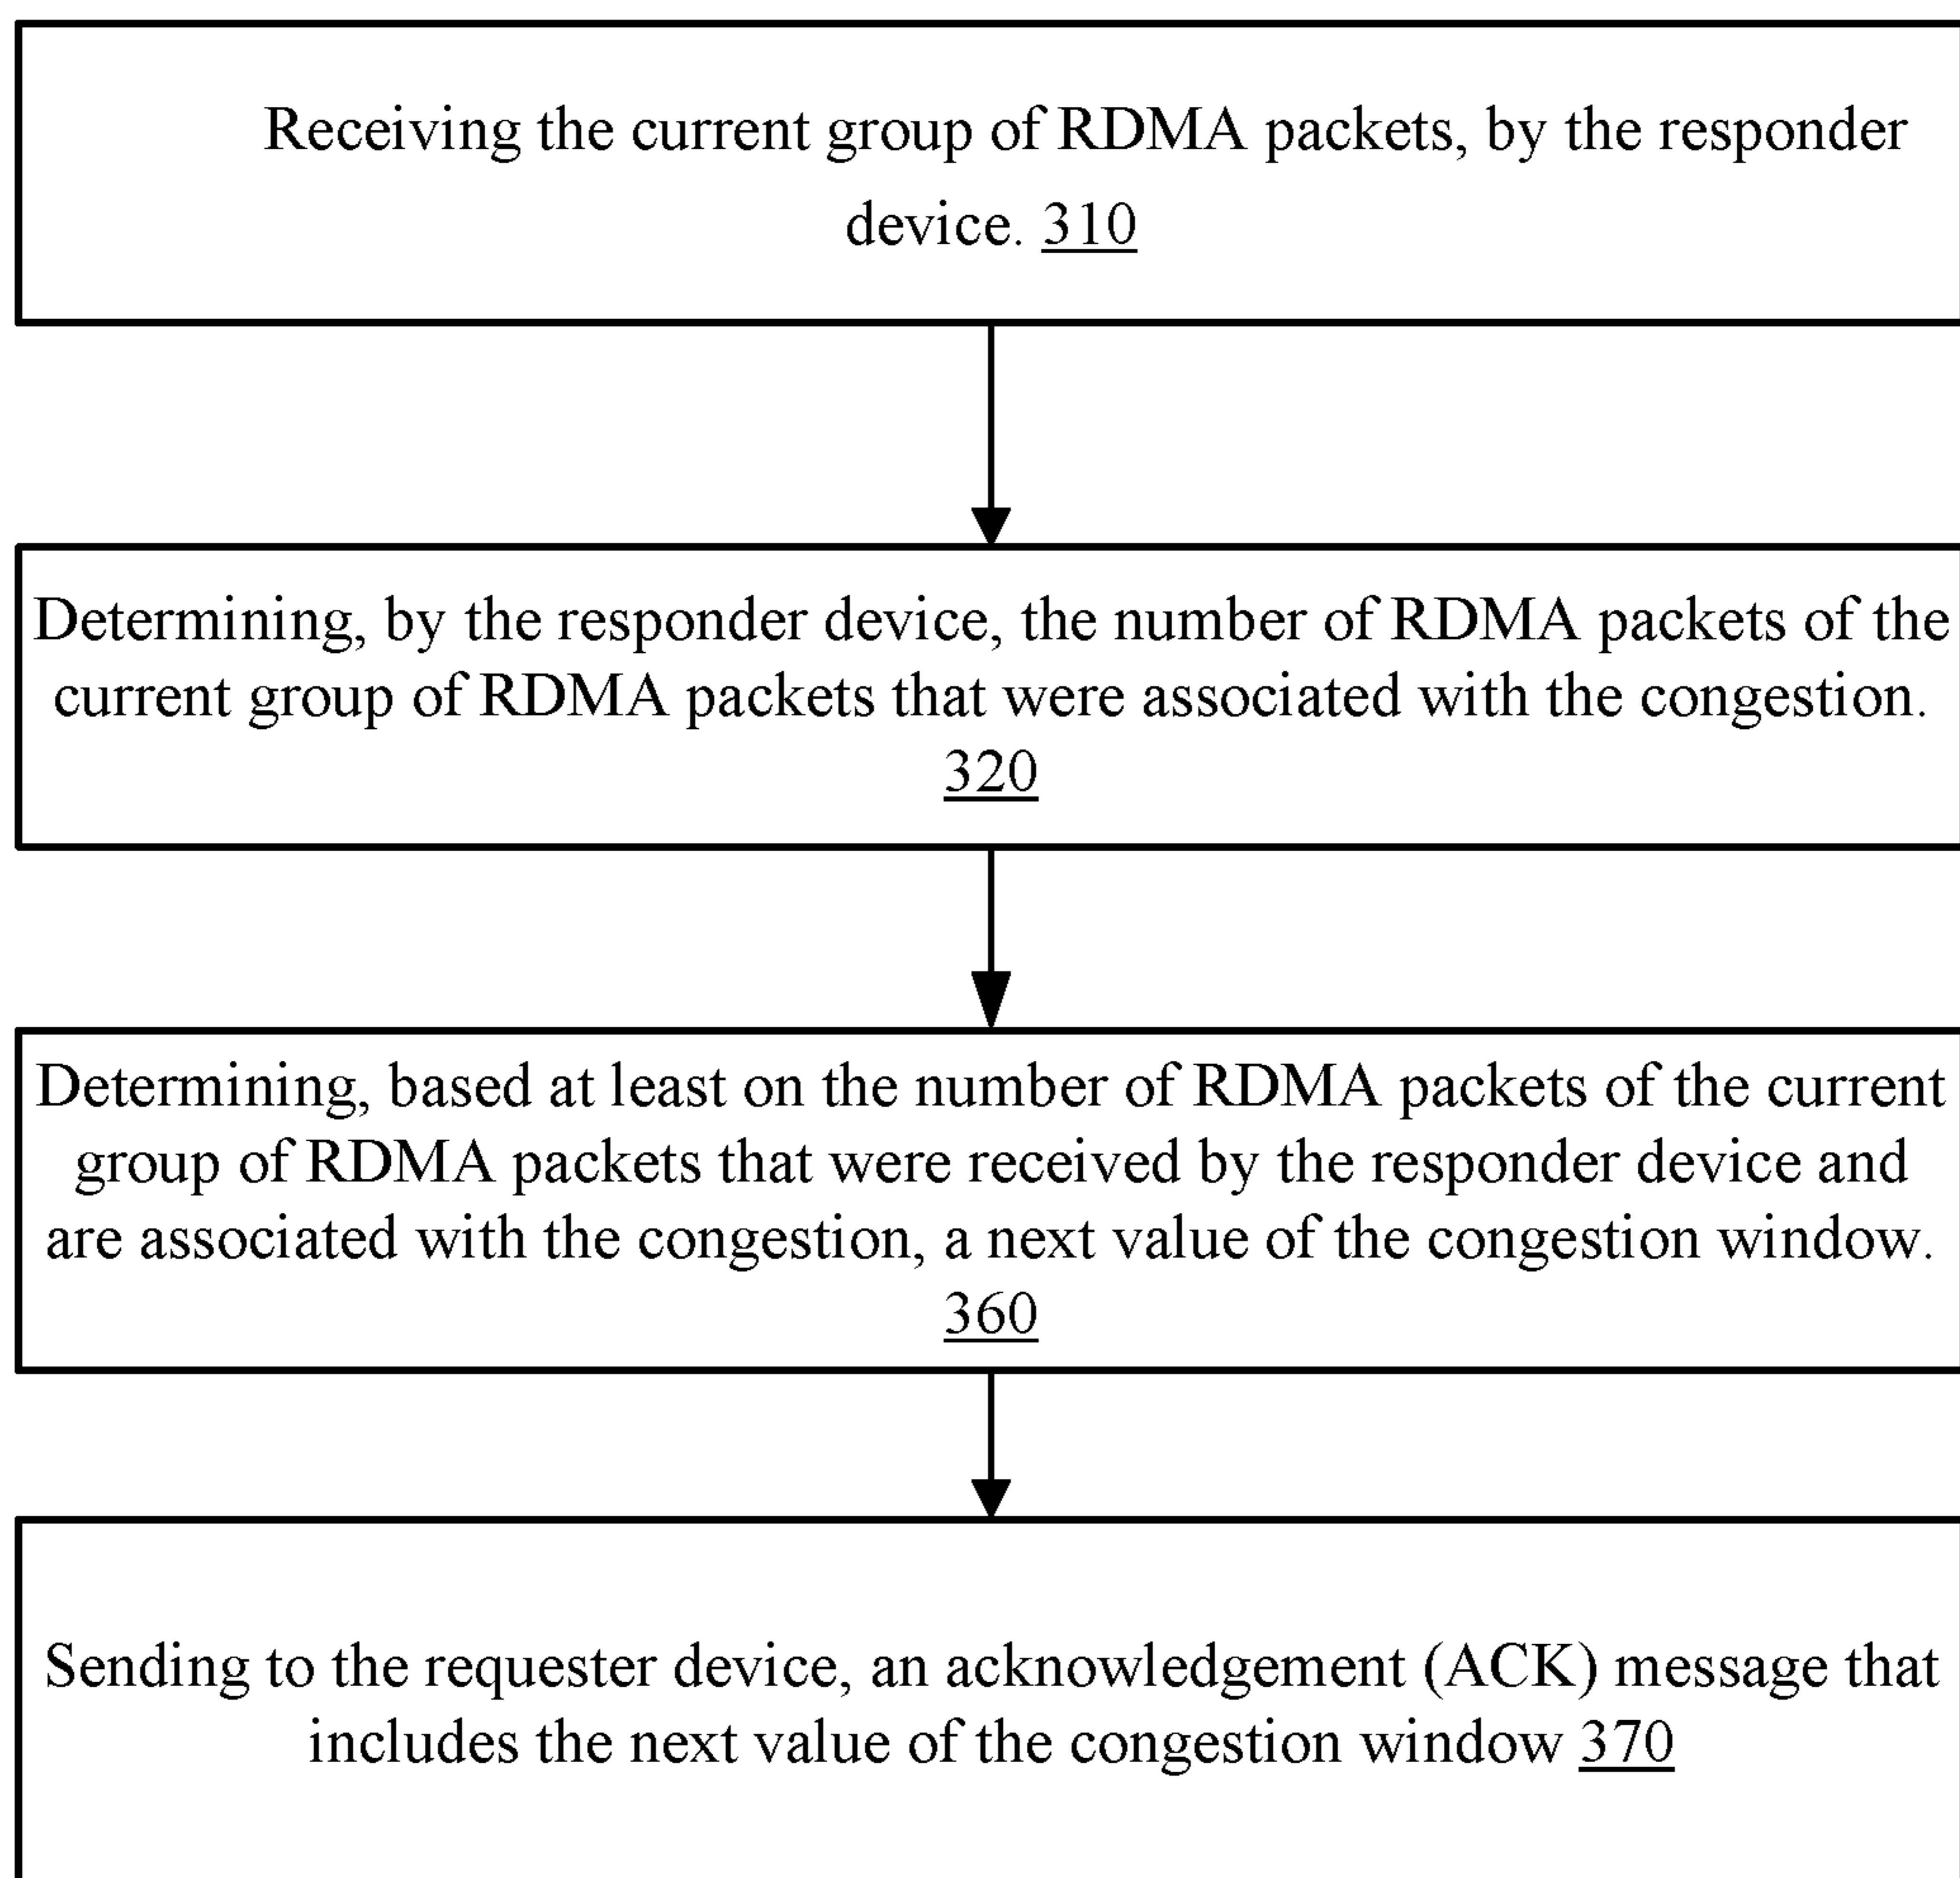 Receiving the current group of RDMA packets, by the responder
device. 310
Determining, by the responder device, the number of RDMA packets of the
current group of RDMA packets that were associated with the congestion.
320
Determining, based at least on the number of RDMA packets of the current
group of RDMA packets that were received by the responder device and
are associated with the congestion, a next value of the congestion window.
360
Sending to the requester device, an acknowledgement (ACK) message that
includes the next value of the congestion window 370